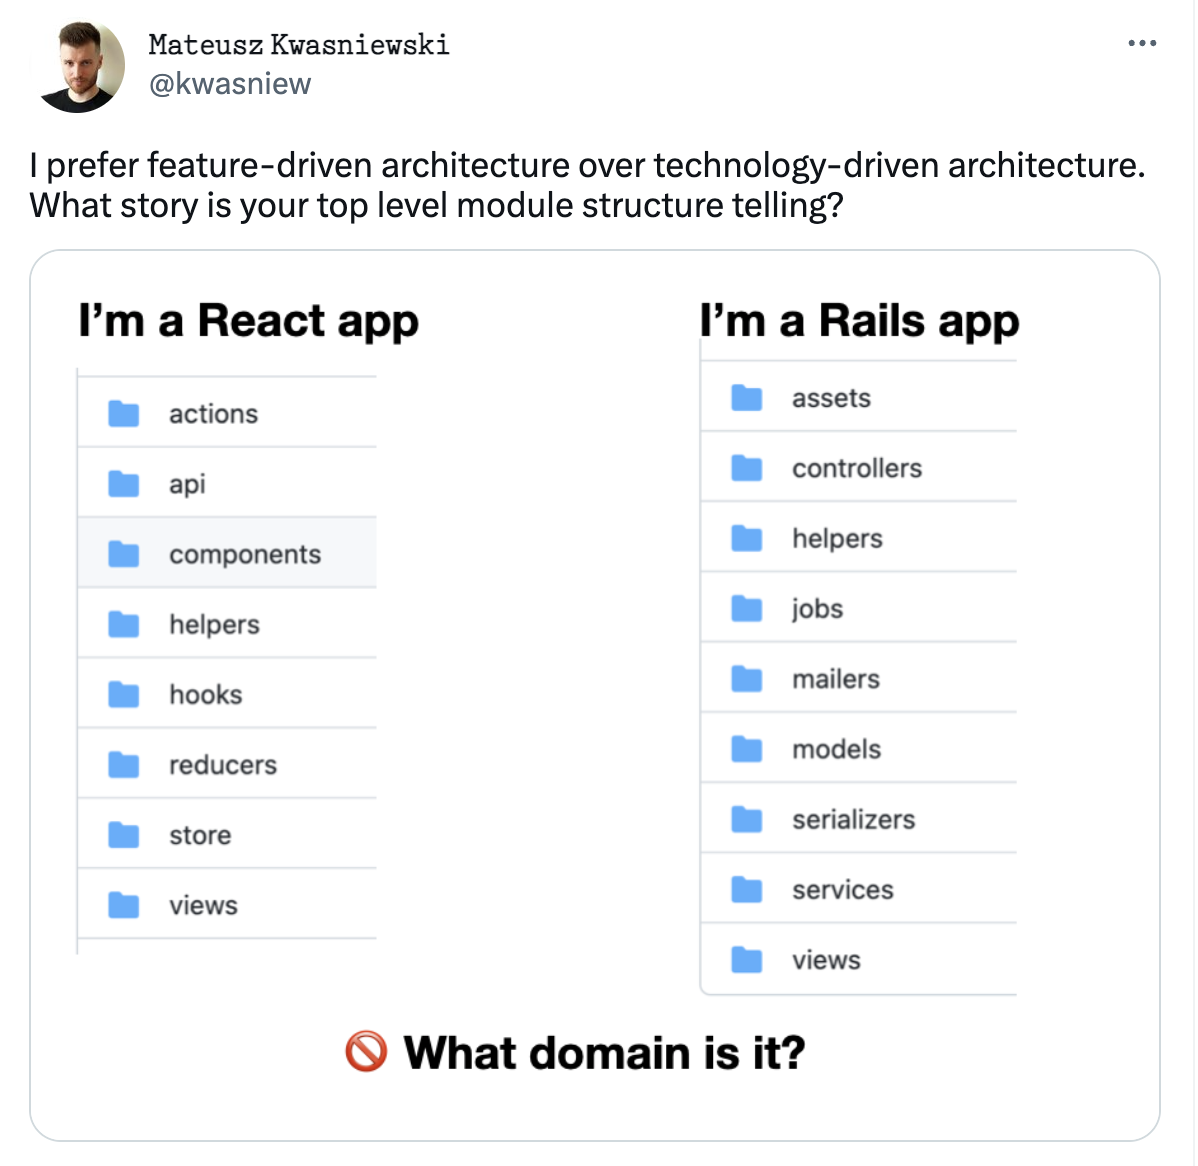 Mateusz Kwasniewski
@kwasniew
I prefer feature-driven architecture over technology-driven architecture.
What story is your top level module structure telling?
I'm a React app
actions
api
components
helpers
hooks
reducers
store
views
I'm a Rails app
assets
controllers
helpers
jobs
mailers
models
serializers
services
views
🚫 What domain is it?